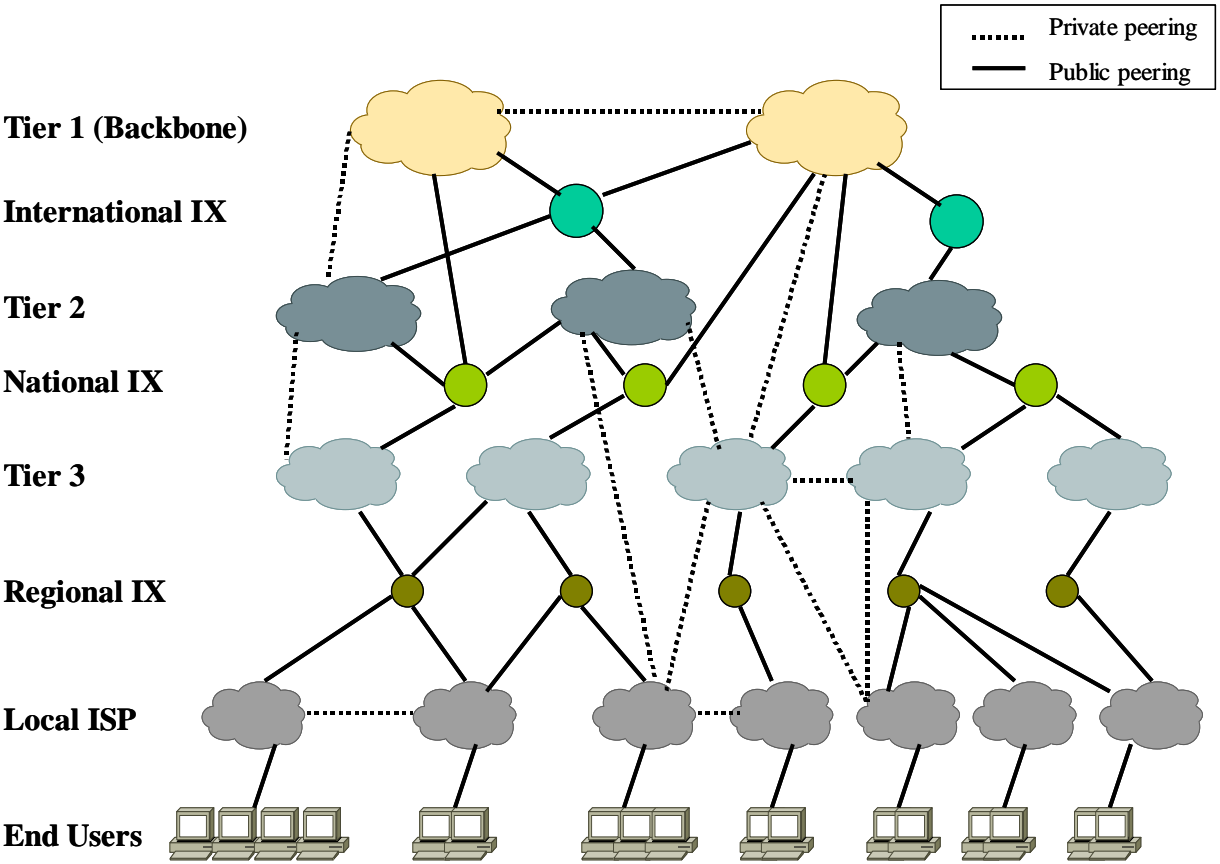 Private peering
Public peering
Tier 1 (Backbone)
International IX
Tier 2
National IX
Tier 3
Regional IX
Local ISP
End Users